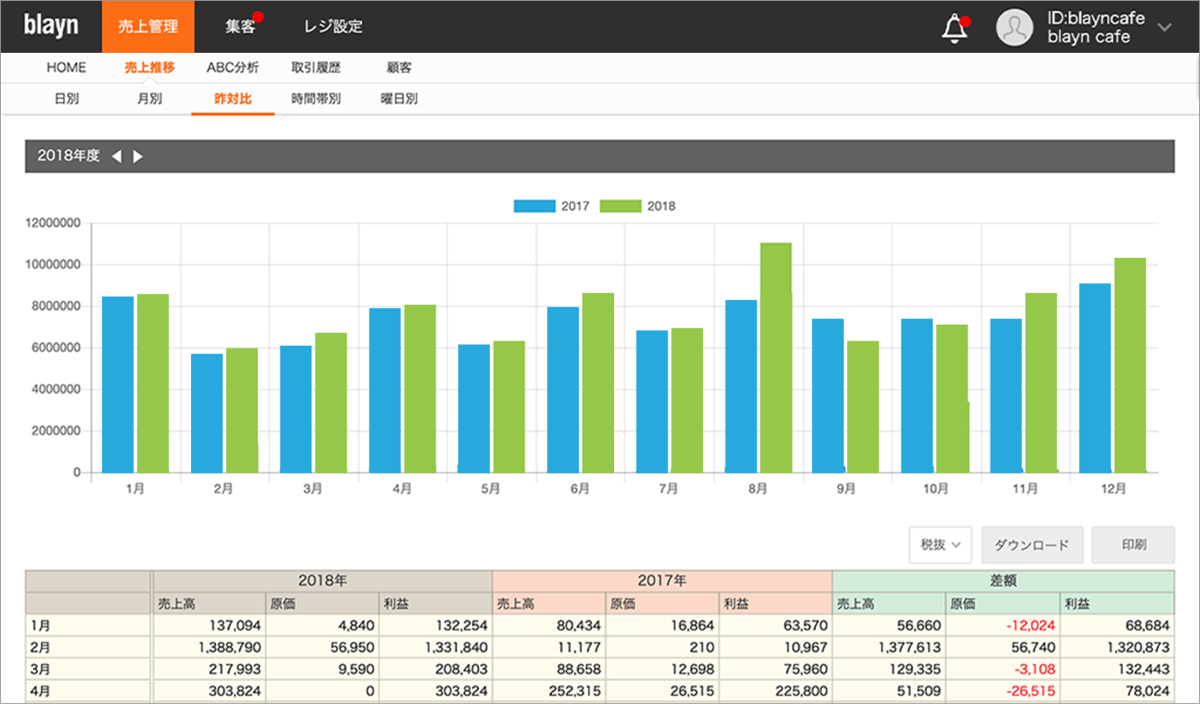 blayn 売上管理 集客 レジ設定 ID:blayncafe
blayn cafe
HOME 売上推移 ABC分析 取引履歴 顧客
日別 月別 昨対比 時間帯別 曜日別
2018年度
2017 2018
12000000
10000000
8000000
6000000
4000000
2000000
0
1月 2月 3月 4月 5月 6月 7月 8月 9月 10月 11月 12月
税抜 ダウンロード 印刷
2018年 2017年 差額
売上高 原価 利益 売上高 原価 利益 売上高 原価 利益
1月 137,094 4,840 132,254 80,434 16,864 63,570 56,660 -12,024 68,684
2月 1,388,790 56,950 1,331,840 11,177 210 10,967 1,377,613 56,740 1,320,873
3月 217,993 9,590 208,403 88,658 12,698 75,960 129,335 -3,108 132,443
4月 303,824 0 303,824 252,315 26,515 225,800 51,509 -26,515 78,024